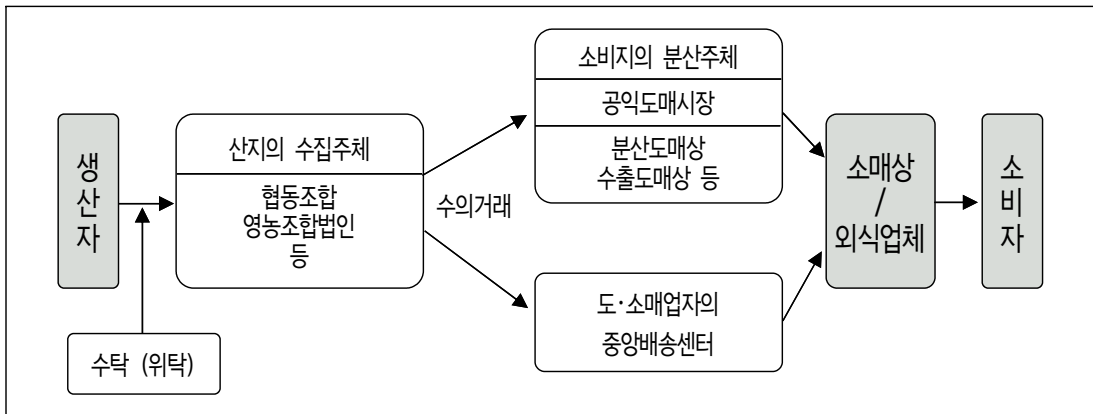 생
산
자
수탁 (위탁)
산지의 수집주체
협동조합
영농조합법인
등
수의거래
소비지의 분산주체
공익도매시장
분산도매상
수출도매상 등
도·소매업자의
중앙배송센터
소매상
/
외식업체
소
비
자